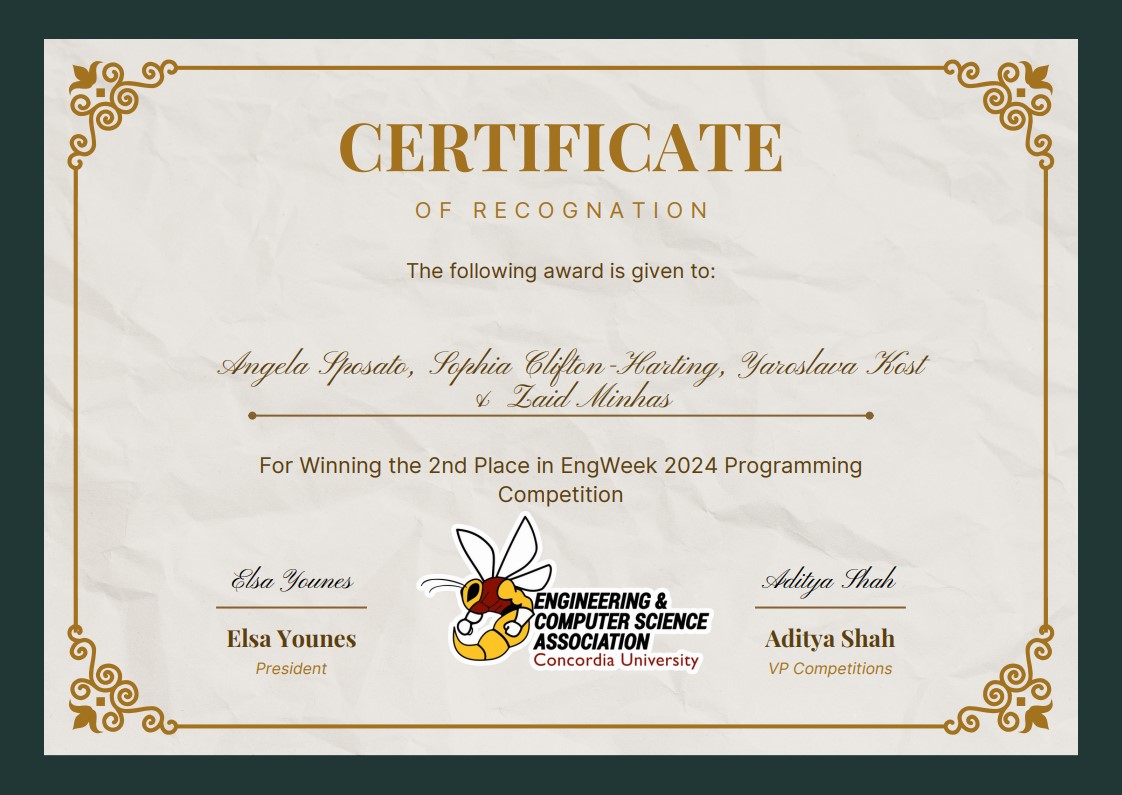 CERTIFICATE
OF RECOGNATION
The following award is given to:
Angela Sposato, Sophia Clifton-Harting, Yaroslava Kost
& Zaid Minhas
For Winning the 2nd Place in EngWeek 2024 Programming
Competition
Elsa Younes
Elsa Younes
President
ENGINEERING &
COMPUTER SCIENCE
ASSOCIATION
Concordia University
Aditya Shah
Aditya Shah
VP Competitions